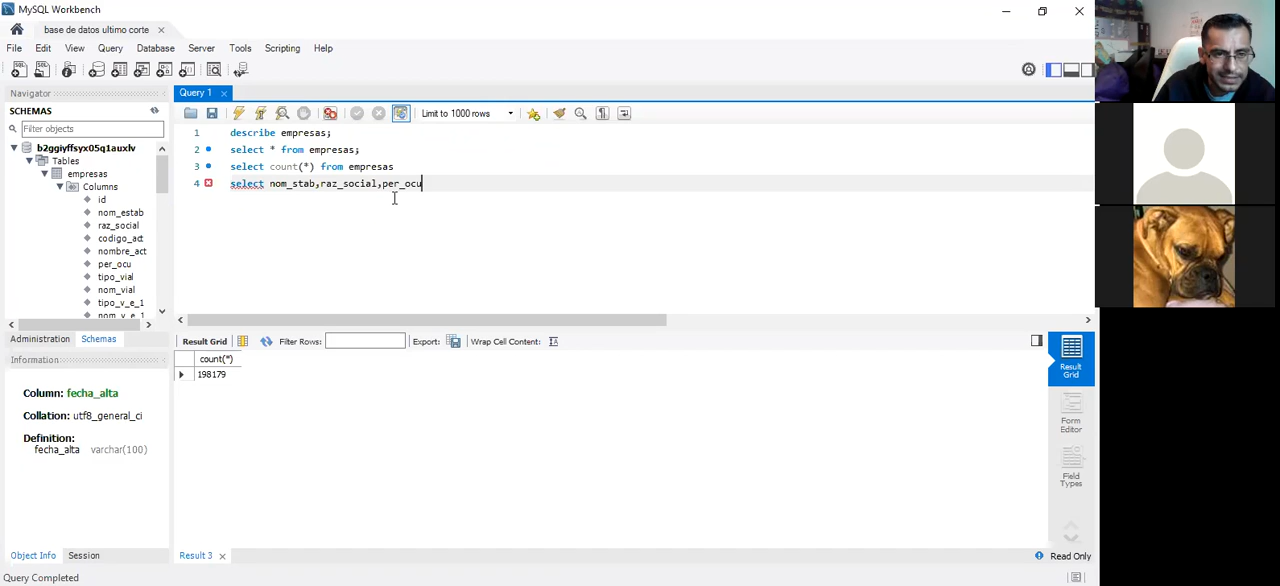 MySQL Workbench
base de datos ultimo corte
File Edit View Query Database Server Tools Scripting Help
Navigator
SCHEMAS
Filter objects
b2ggiyffsyx05q1auxlv
Tables
empresas
Columns
id
nom_estab
raz_social
codigo_act
nombre_act
per_ocu
tipo_vial
nom_vial
tipo_v_e_1
nom_v_e_1
Administration Schemas
Information
Column: fecha_alta
Collation: utf8_general_ci
Definition:
fecha_alta varchar(100)
Object Info Session
Query Completed
Query 1
Limit to 1000 rows
1 describe empresas;
2 select * from empresas;
3 select count(*) from empresas
4 select nom_stab,raz_social,per_ocu
Result Grid Filter Rows: Export: Wrap Cell Content:
count(*)
198179
Result Grid
Form Editor
Field Types
Result 3
Read Only